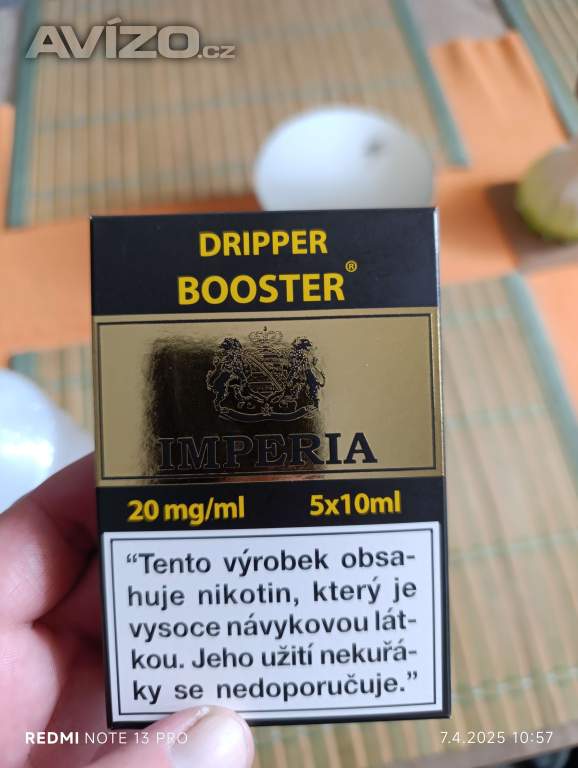 AVÍZO.cz
DRIPPER
BOOSTER®
IMPERIA
20 mg/ml 5x10ml
“Tento výrobek obsa-
huje nikotin, který je
vysoce návykovou lát-
kou. Jeho užití nekuřá-
ky se nedoporučuje.”
REDMI NOTE 13 PRO 7.4.2025 10:57